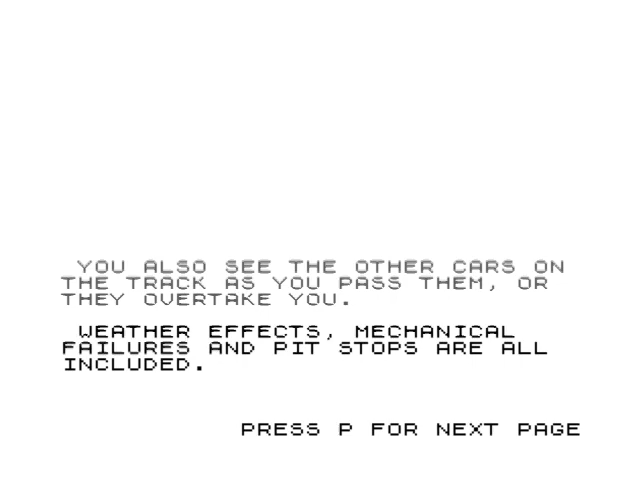 YOU ALSO SEE THE OTHER CARS ON
THE TRACK AS YOU PASS THEM, OR
THEY OVERTAKE YOU.
WEATHER EFFECTS, MECHANICAL
FAILURES AND PIT STOPS ARE ALL
INCLUDED.
PRESS P FOR NEXT PAGE